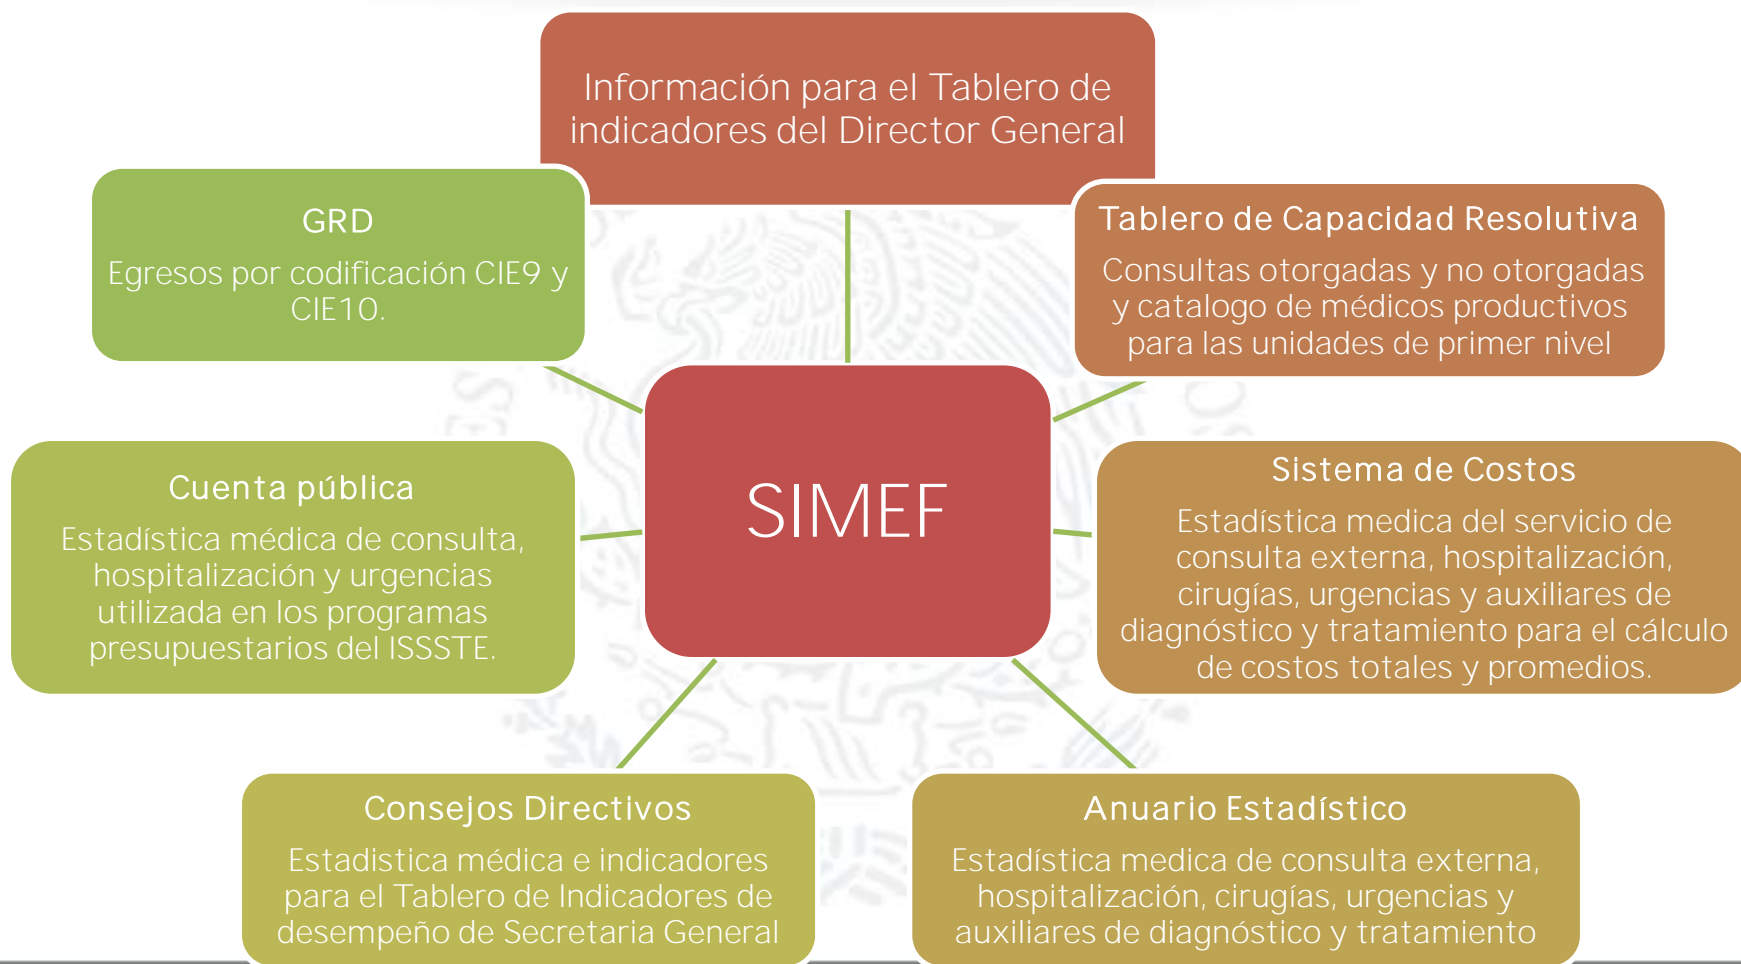 Información para el Tablero de
indicadores del Director General
GRD
Egresos por codificación CIE9 y
CIE10.
Tablero de Capacidad Resolutiva
Consultas otorgadas y no otorgadas
y catalogo de médicos productivos
para las unidades de primer nivel
SIMEF
Cuenta pública
Estadística médica de consulta,
hospitalización y urgencias
utilizada en los programas
presupuestarios del ISSSTE.
Sistema de Costos
Estadística medica del servicio de
consulta externa, hospitalización,
cirugías, urgencias y auxiliares de
diagnóstico y tratamiento para el cálculo
de costos totales y promedios.
Consejos Directivos
Estadistica médica e indicadores
para el Tablero de Indicadores de
desempeño de Secretaria General
Anuario Estadístico
Estadística medica de consulta externa,
hospitalización, cirugías, urgencias y
auxiliares de diagnóstico y tratamiento